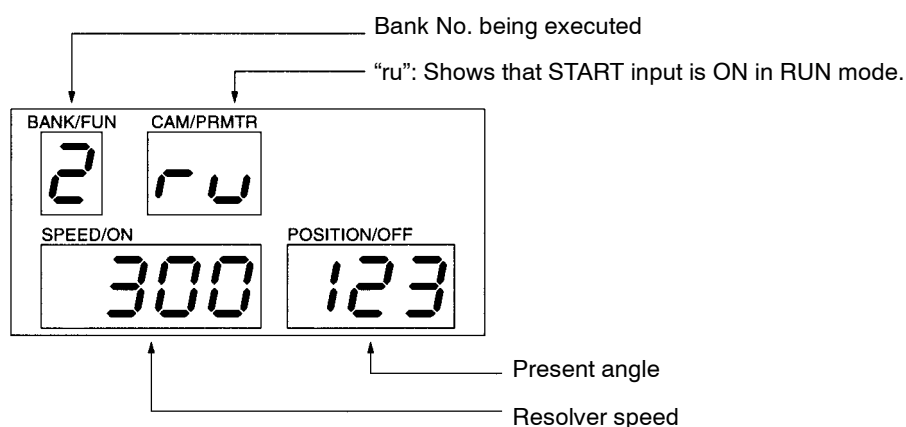 Bank No. being executed
“ru”: Shows that START input is ON in RUN mode.
BANK/FUN CAM/PRMTR
2 ru
SPEED/ON POSITION/OFF
300 123
Present angle
Resolver speed